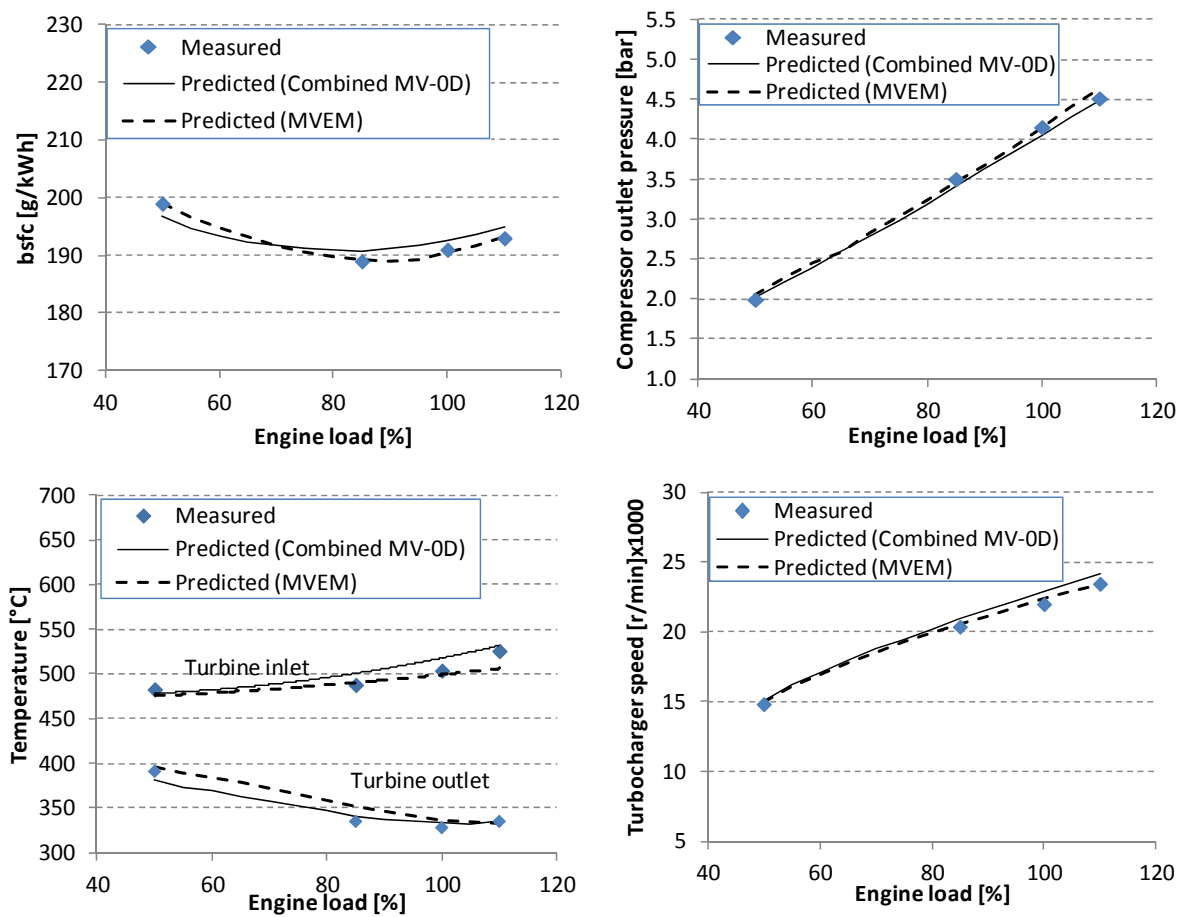 230
220
210
200
190
180
170
bsfc [g/kWh]
Measured
Predicted (Combined MV-0D)
Predicted (MVEM)
40
60
80
100
120
Engine load [%]
5.5
5.0
4.5
4.0
3.5
3.0
2.5
2.0
1.5
1.0
Compressor outlet pressure [bar]
Measured
Predicted (Combined MV-0D)
Predicted (MVEM)
40
60
80
100
120
Engine load [%]
700
650
600
550
500
450
400
350
300
Temperature [°C]
Measured
Predicted (Combined MV-0D)
Predicted (MVEM)
Turbine inlet
Turbine outlet
40
60
80
100
120
Engine load [%]
30
25
20
15
10
5
Turbocharger speed [r/min]x1000
Measured
Predicted (Combined MV-0D)
Predicted (MVEM)
40
60
80
100
120
Engine load [%]